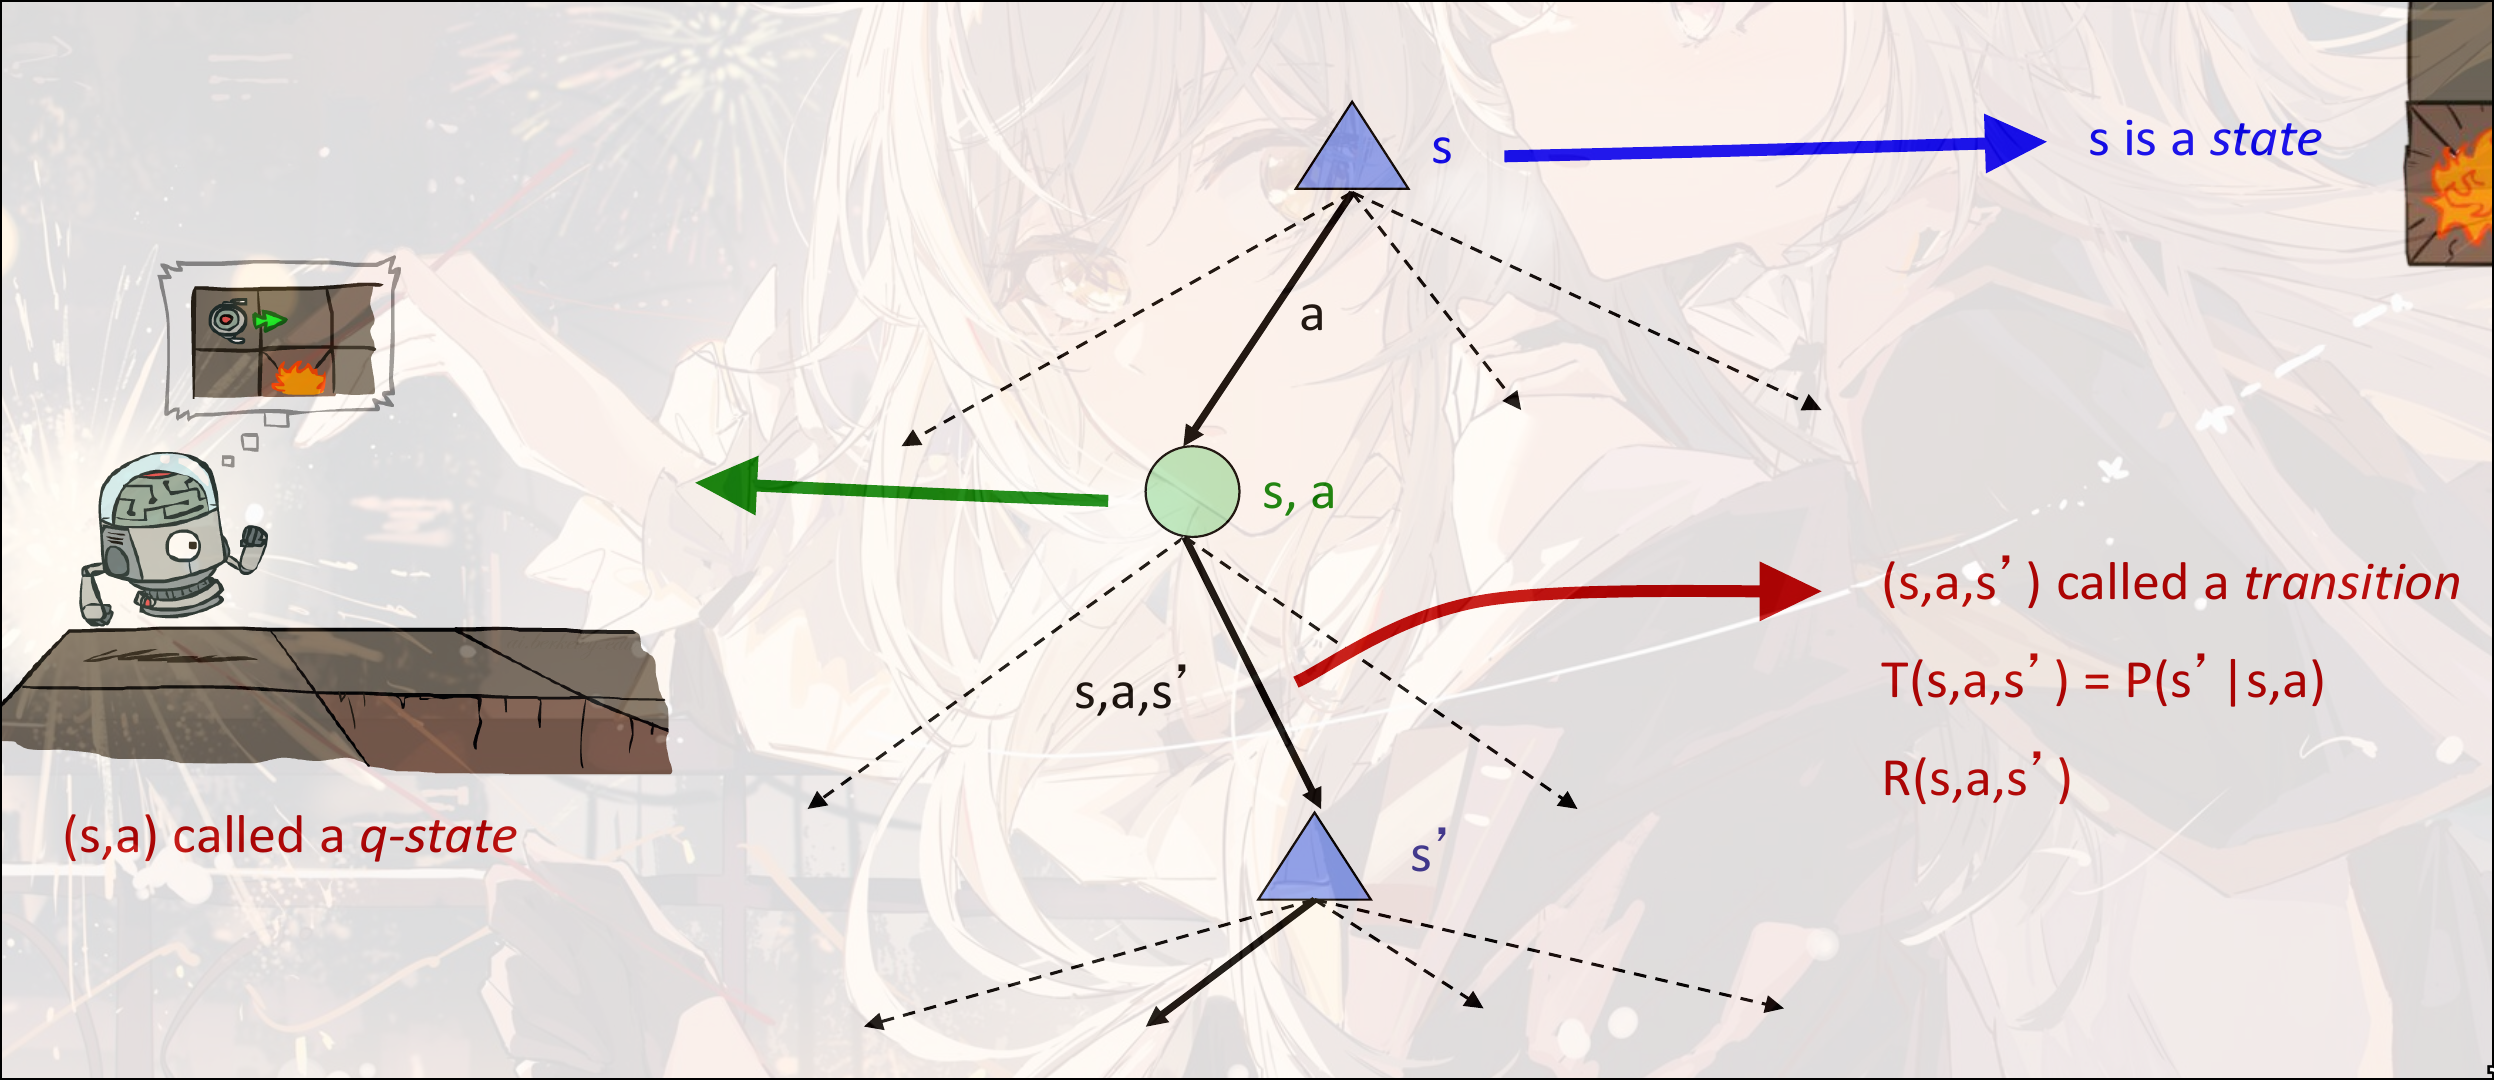 s
s is a state
a
s, a
(s,a,s’ ) called a transition
s,a,s’
T(s,a,s’ ) = P(s’ |s,a)
R(s,a,s’ )
(s,a) called a q-state
s’